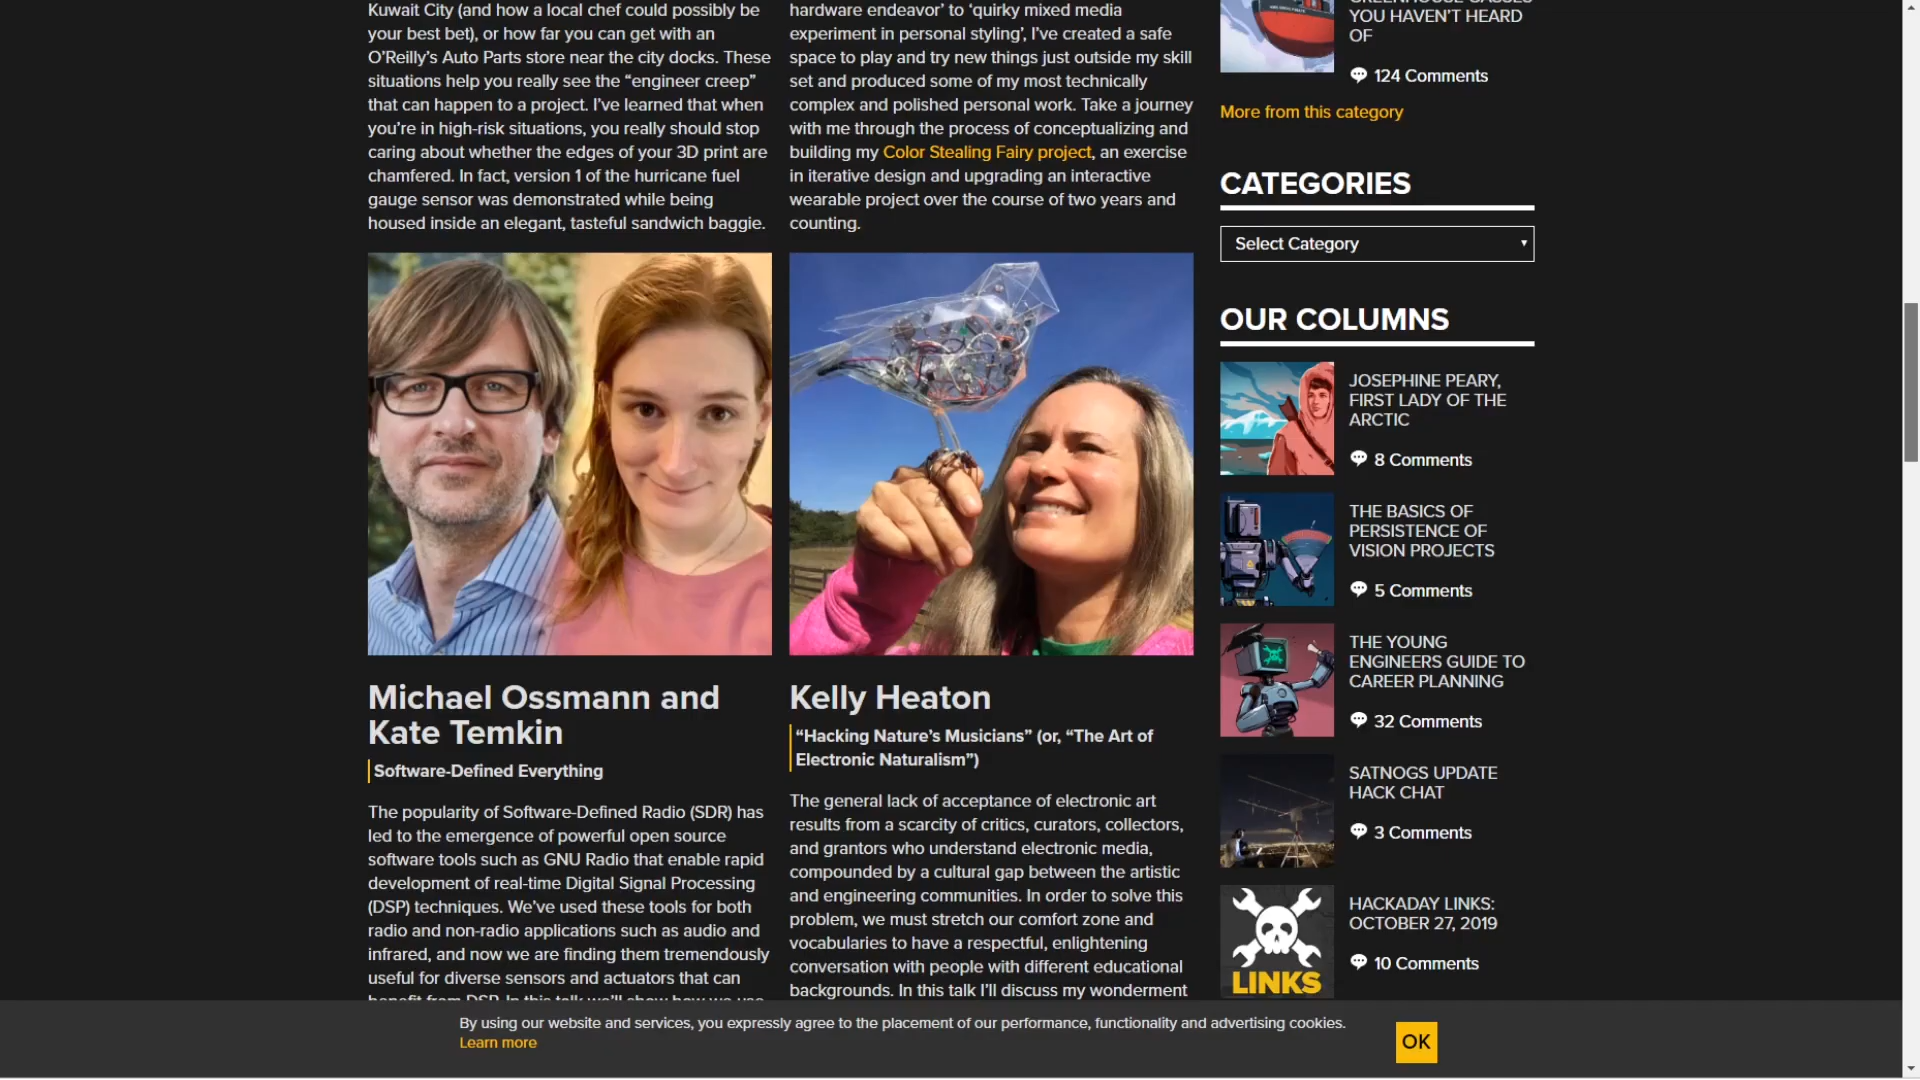 Kuwait City (and how a local chef could possibly be
your best bet), or how far you can get with an
O'Reilly's Auto Parts store near the city docks. These
situations help you really see the “engineer creep”
that can happen to a project. I've learned that when
you're in high-risk situations, you really should stop
caring about whether the edges of your 3D print are
chamfered. In fact, version 1 of the hurricane fuel
gauge sensor was demonstrated while being
housed inside an elegant, tasteful sandwich baggie.
Michael Ossmann and
Kate Temkin
Software-Defined Everything
The popularity of Software-Defined Radio (SDR) has
led to the emergence of powerful open source
software tools such as GNU Radio that enable rapid
development of real-time Digital Signal Processing
(DSP) techniques. We've used these tools for both
radio and non-radio applications such as audio and
infrared, and now we are finding them tremendously
useful for diverse sensors and actuators that can
benefit from DSP. In this talk we'll show how we use
hardware endeavor' to 'quirky mixed media
experiment in personal styling', I've created a safe
space to play and try new things just outside my skill
set and produced some of my most technically
complex and polished personal work. Take a journey
with me through the process of conceptualizing and
building my Color Stealing Fairy project, an exercise
in iterative design and upgrading an interactive
wearable project over the course of two years and
counting.
Kelly Heaton
“Hacking Nature's Musicians” (or, “The Art of
Electronic Naturalism”)
The general lack of acceptance of electronic art
results from a scarcity of critics, curators, collectors,
and grantors who understand electronic media,
compounded by a cultural gap between the artistic
and engineering communities. In order to solve this
problem, we must stretch our comfort zone and
vocabularies to have a respectful, enlightening
conversation with people with different educational
backgrounds. In this talk I'll discuss my wonderment
GREENHOUSE GASSES
YOU HAVEN'T HEARD
OF
124 Comments
More from this category
CATEGORIES
Select Category
OUR COLUMNS
JOSEPHINE PEARY,
FIRST LADY OF THE
ARCTIC
8 Comments
THE BASICS OF
PERSISTENCE OF
VISION PROJECTS
5 Comments
THE YOUNG
ENGINEERS GUIDE TO
CAREER PLANNING
32 Comments
SATNOGS UPDATE
HACK CHAT
3 Comments
LINKS
HACKADAY LINKS:
OCTOBER 27, 2019
10 Comments
By using our website and services, you expressly agree to the placement of our performance, functionality and advertising cookies.
Learn more
OK